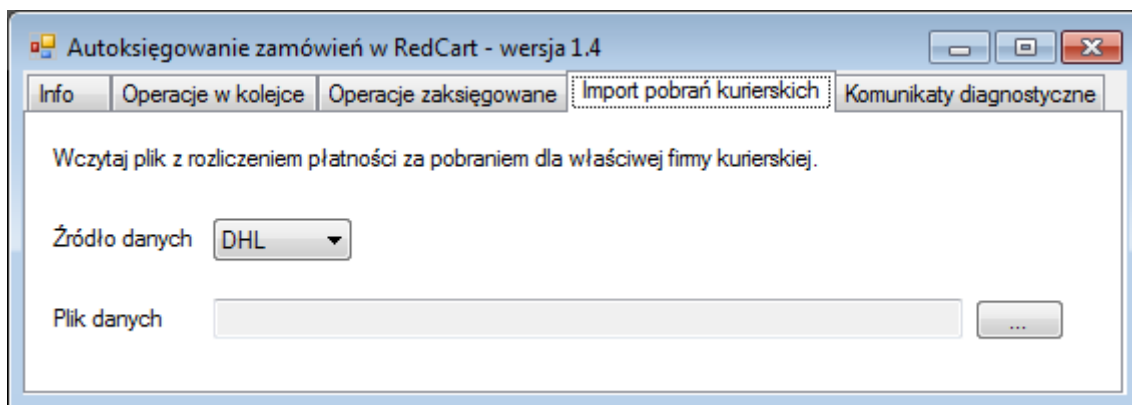 Autoksięgowanie zamówień w RedCart - wersja 1.4
Info Operacje w kolejce Operacje zaksięgowane Import pobrań kurierskich Komunikaty diagnostyczne
Wczytaj plik z rozliczeniem płatności za pobraniem dla właściwej firmy kurierskiej.
Źródło danych DHL
Plik danych ...